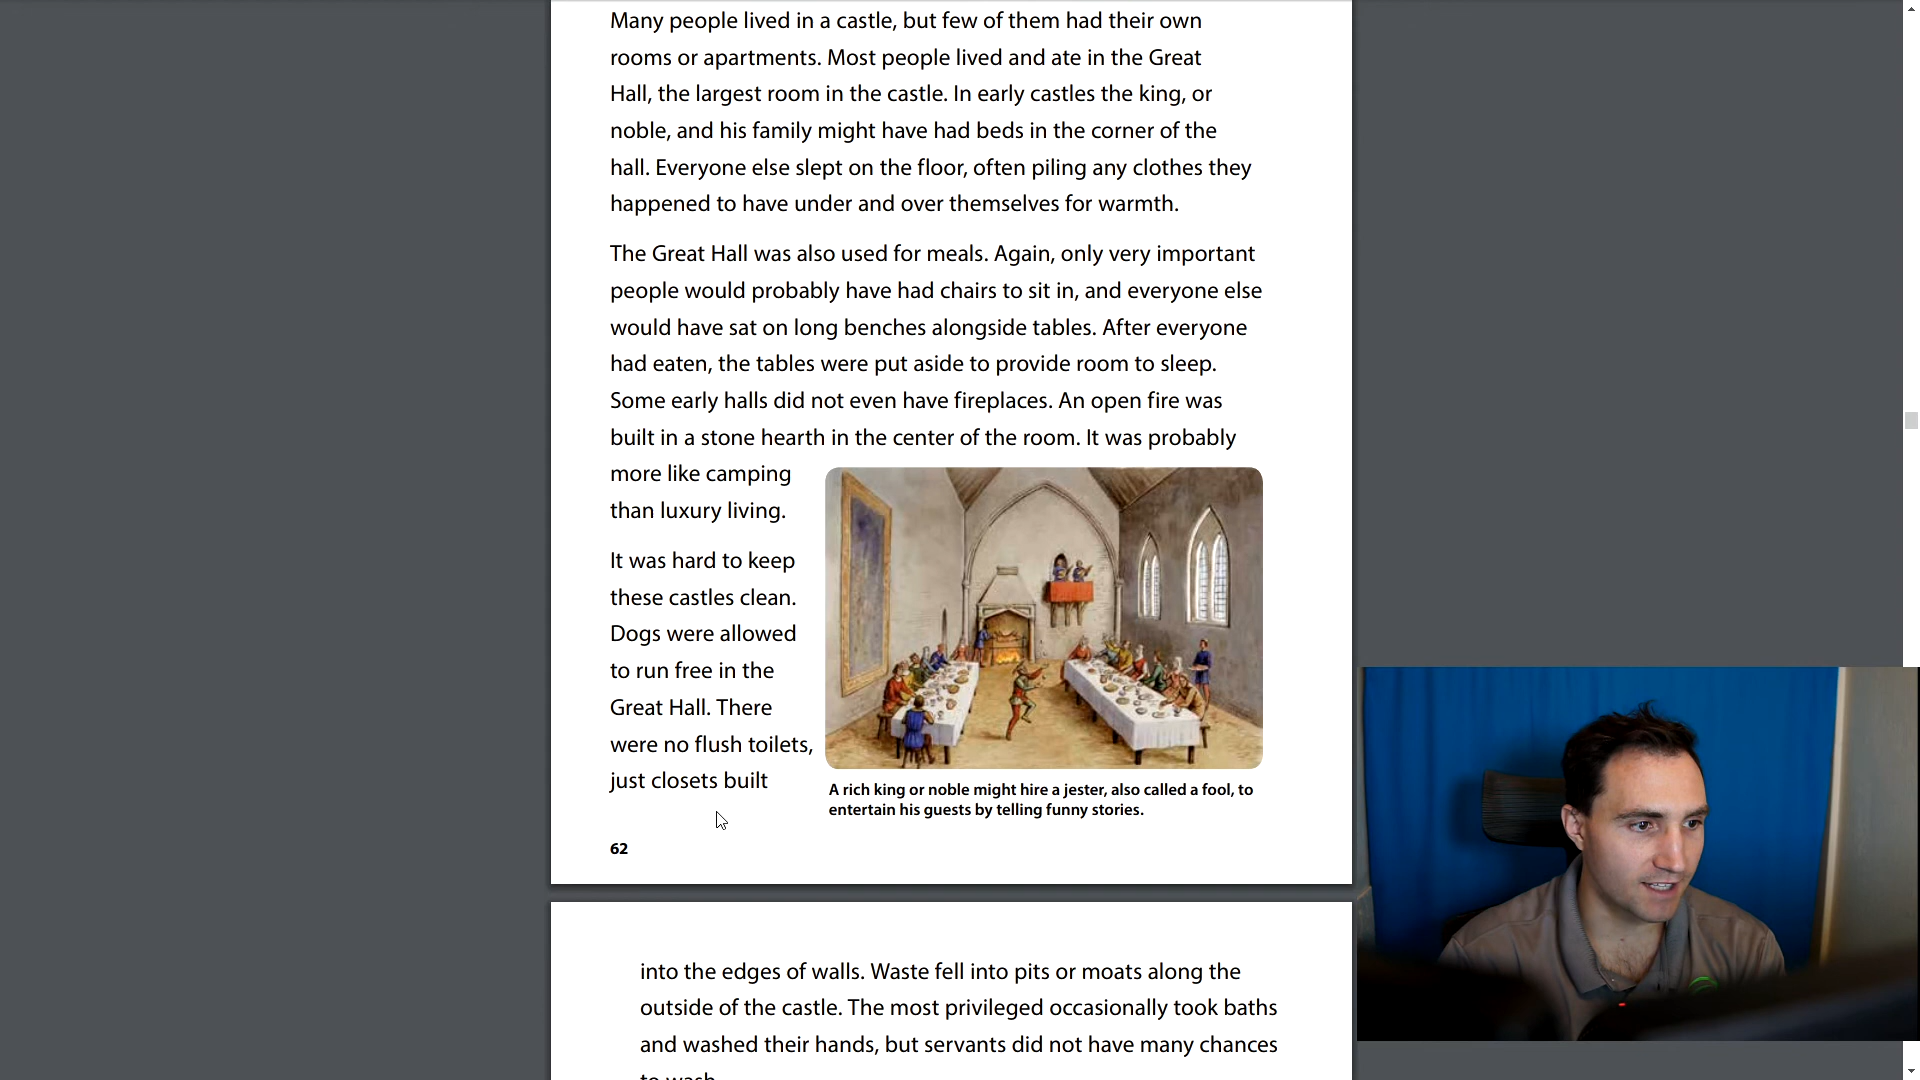 Many people lived in a castle, but few of them had their own
rooms or apartments. Most people lived and ate in the Great
Hall, the largest room in the castle. In early castles the king, or
noble, and his family might have had beds in the corner of the
hall. Everyone else slept on the floor, often piling any clothes they
happened to have under and over themselves for warmth.
The Great Hall was also used for meals. Again, only very important
people would probably have had chairs to sit in, and everyone else
would have sat on long benches alongside tables. After everyone
had eaten, the tables were put aside to provide room to sleep.
Some early halls did not even have fireplaces. An open fire was
built in a stone hearth in the center of the room. It was probably
more like camping
than luxury living.
It was hard to keep
these castles clean.
Dogs were allowed
to run free in the
Great Hall. There
were no flush toilets,
just closets built
A rich king or noble might hire a jester, also called a fool, to
entertain his guests by telling funny stories.
62
into the edges of walls. Waste fell into pits or moats along the
outside of the castle. The most privileged occasionally took baths
and washed their hands, but servants did not have many chances
to wash.